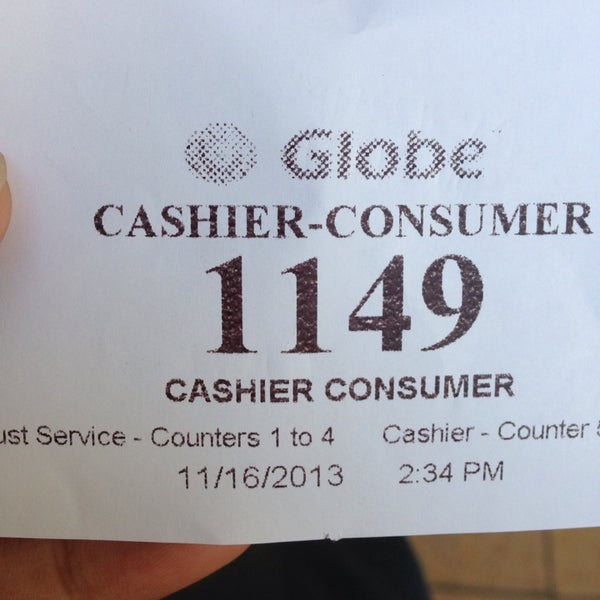 Globe
CASHIER-CONSUMER
1149
CASHIER CONSUMER
ust Service - Counters 1 to 4 Cashier - Counter 5
11/16/2013 2:34 PM